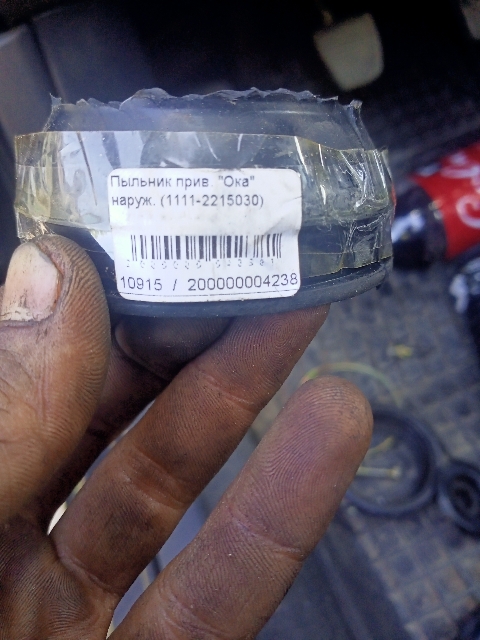 Пыльник прив. "Ока"
наруж. (1111-2215030)
10915 / 200000004238